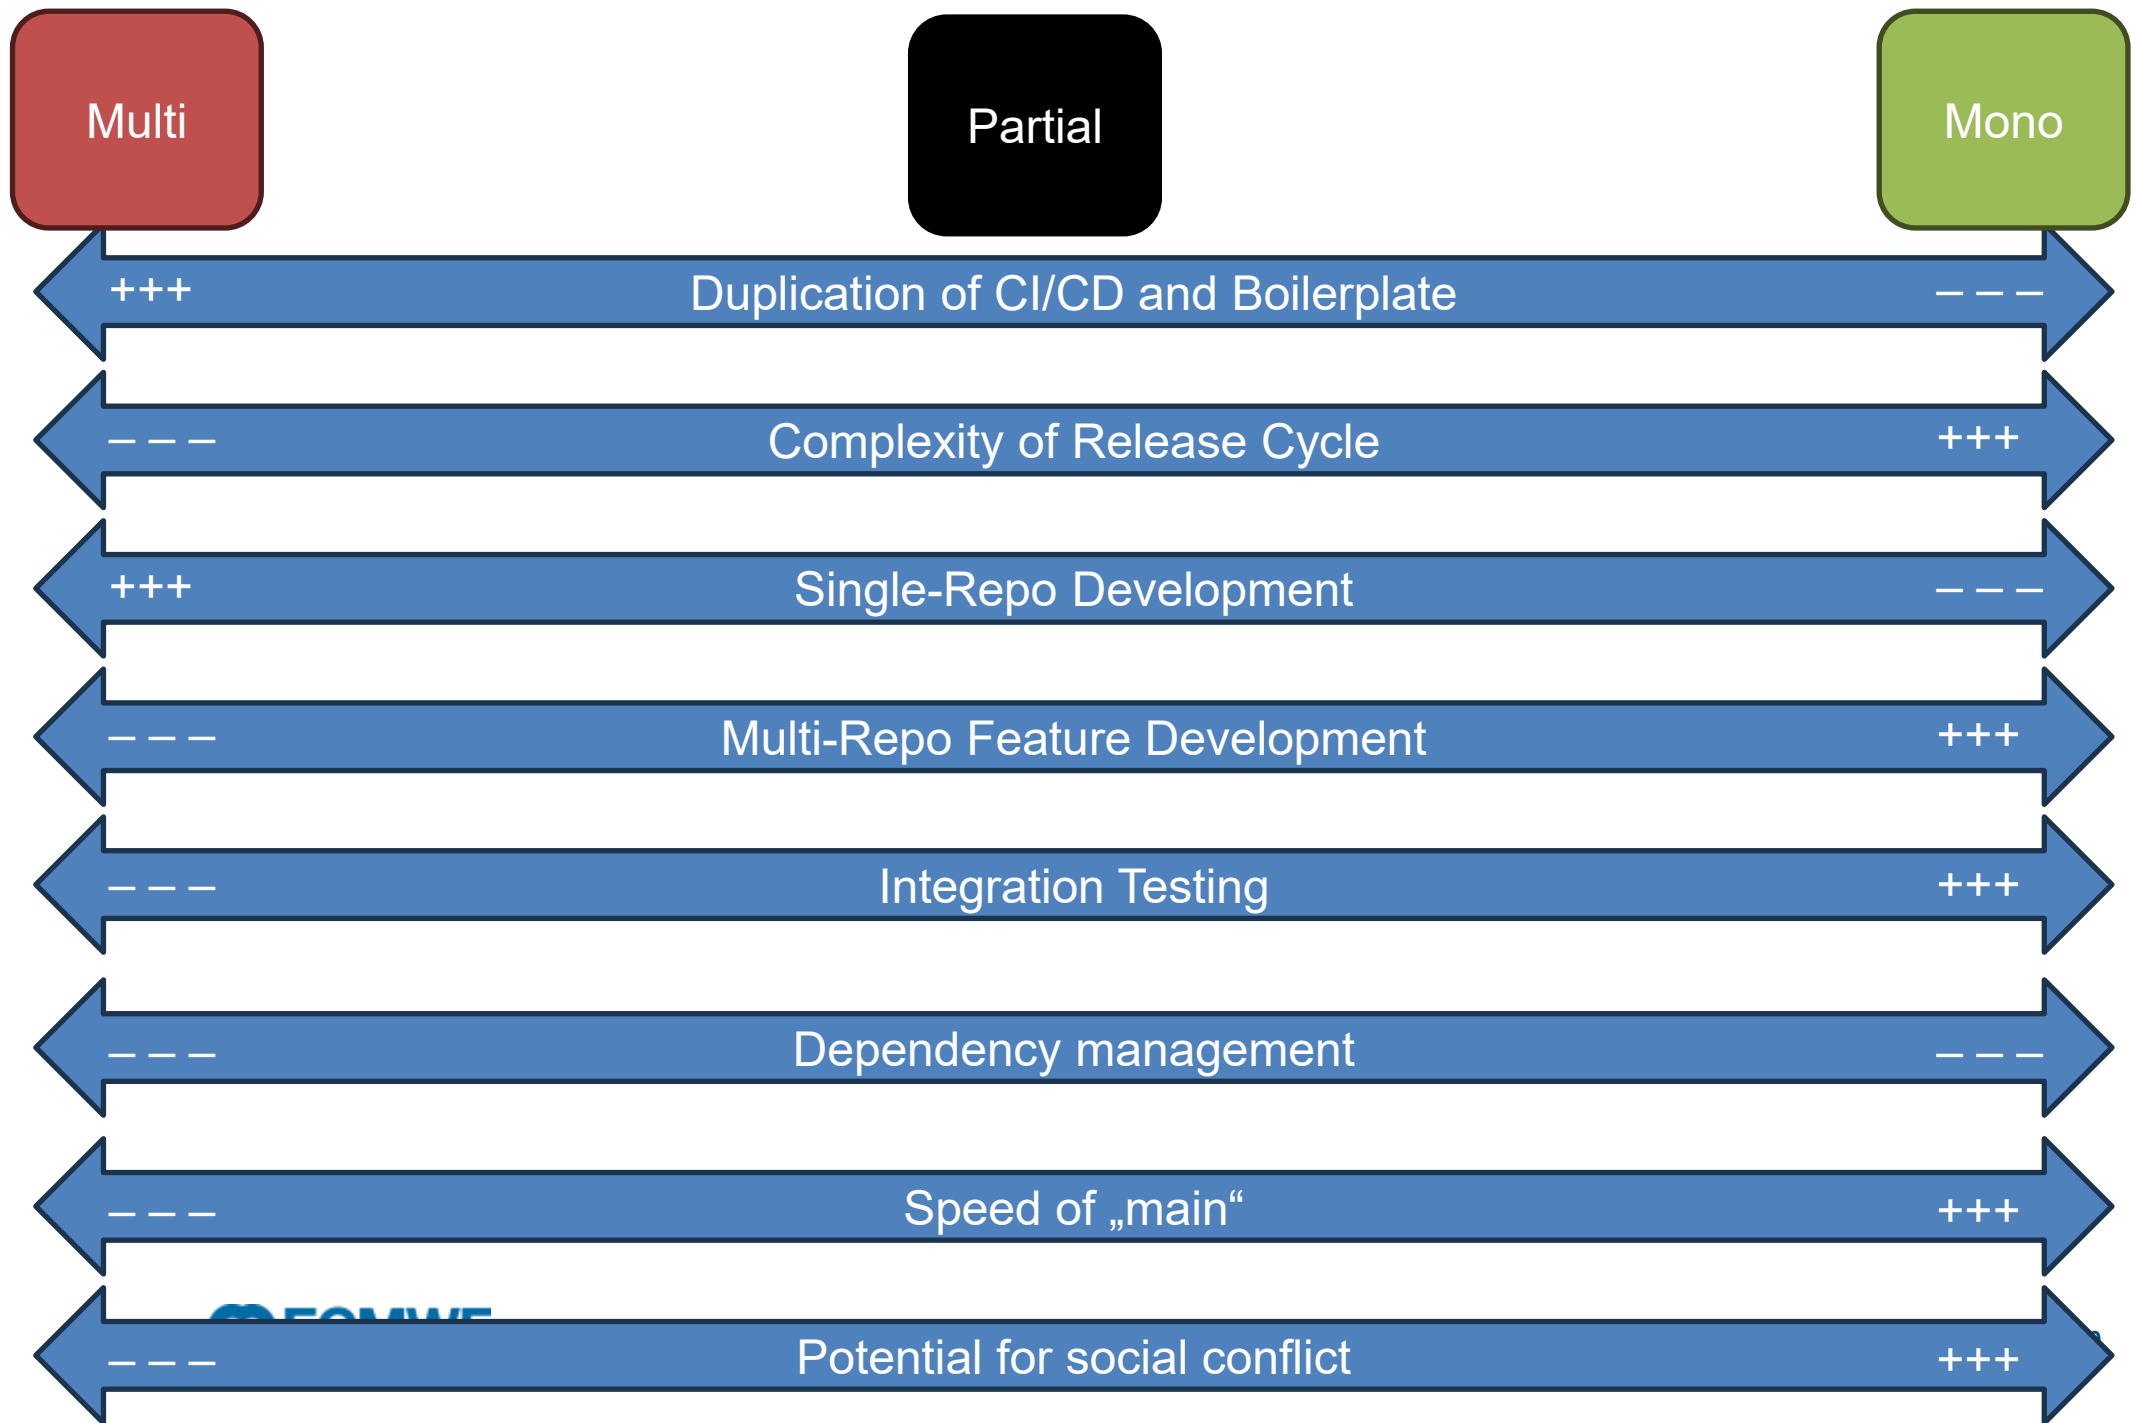 Multi
Partial
Mono
+++ Duplication of CI/CD and Boilerplate – – –
– – – Complexity of Release Cycle +++
+++ Single-Repo Development – – –
– – – Multi-Repo Feature Development +++
– – – Integration Testing +++
– – – Dependency management – – –
– – – Speed of „main“ +++
ECMWF
– – – Potential for social conflict +++